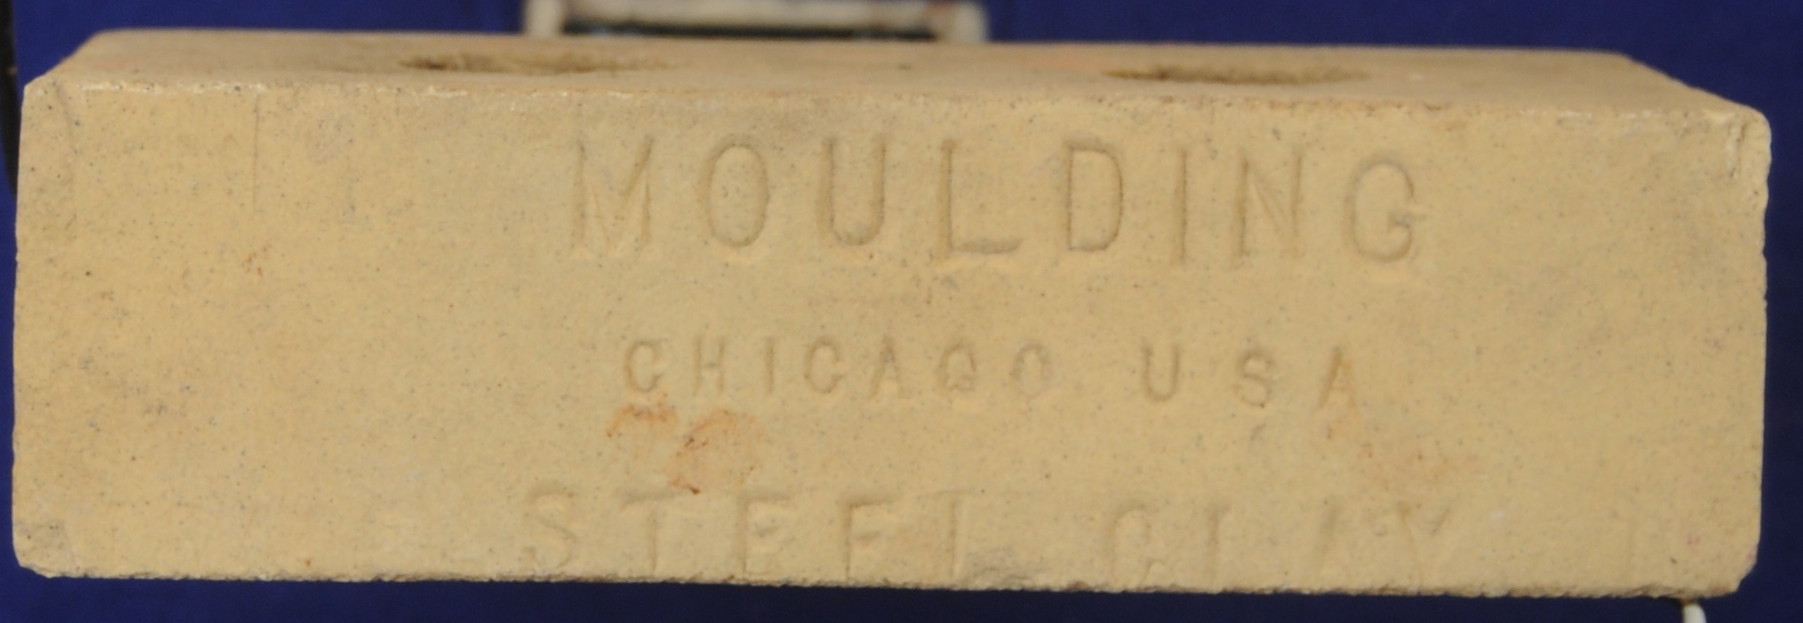 MOULDING
CHICAGO USA
STEEL CLAY